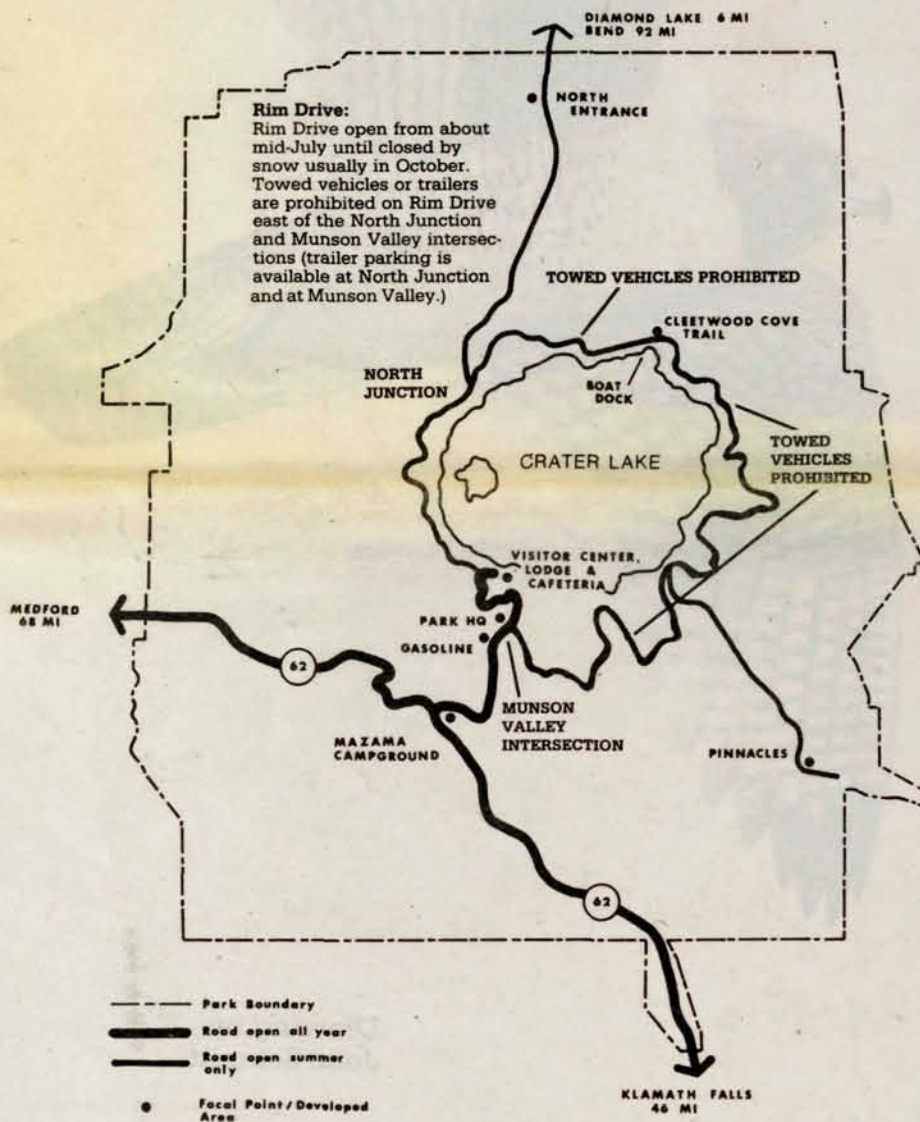 DIAMOND LAKE 6 MI
BEND 92 MI
NORTH
ENTRANCE
Rim Drive:
Rim Drive open from about
mid-July until closed by
snow usually in October.
Towed vehicles or trailers
are prohibited on Rim Drive
east of the North Junction
and Munson Valley intersec-
tions (trailer parking is
available at North Junction
and at Munson Valley.)
TOWED VEHICLES PROHIBITED
CLEETWOOD COVE
TRAIL
NORTH
JUNCTION
BOAT
DOCK
TOWED
VEHICLES
PROHIBITED
CRATER LAKE
VISITOR CENTER,
LODGE &
CAFETERIA
MEDFORD
68 MI
PARK HQ
GASOLINE
62
MUNSON
VALLEY
INTERSECTION
MAZAMA
CAMPGROUND
PINNACLES
62
Park Boundary
Road open all year
Road open summer
only
Focal Point/Developed
Area
KLAMATH FALLS
46 MI